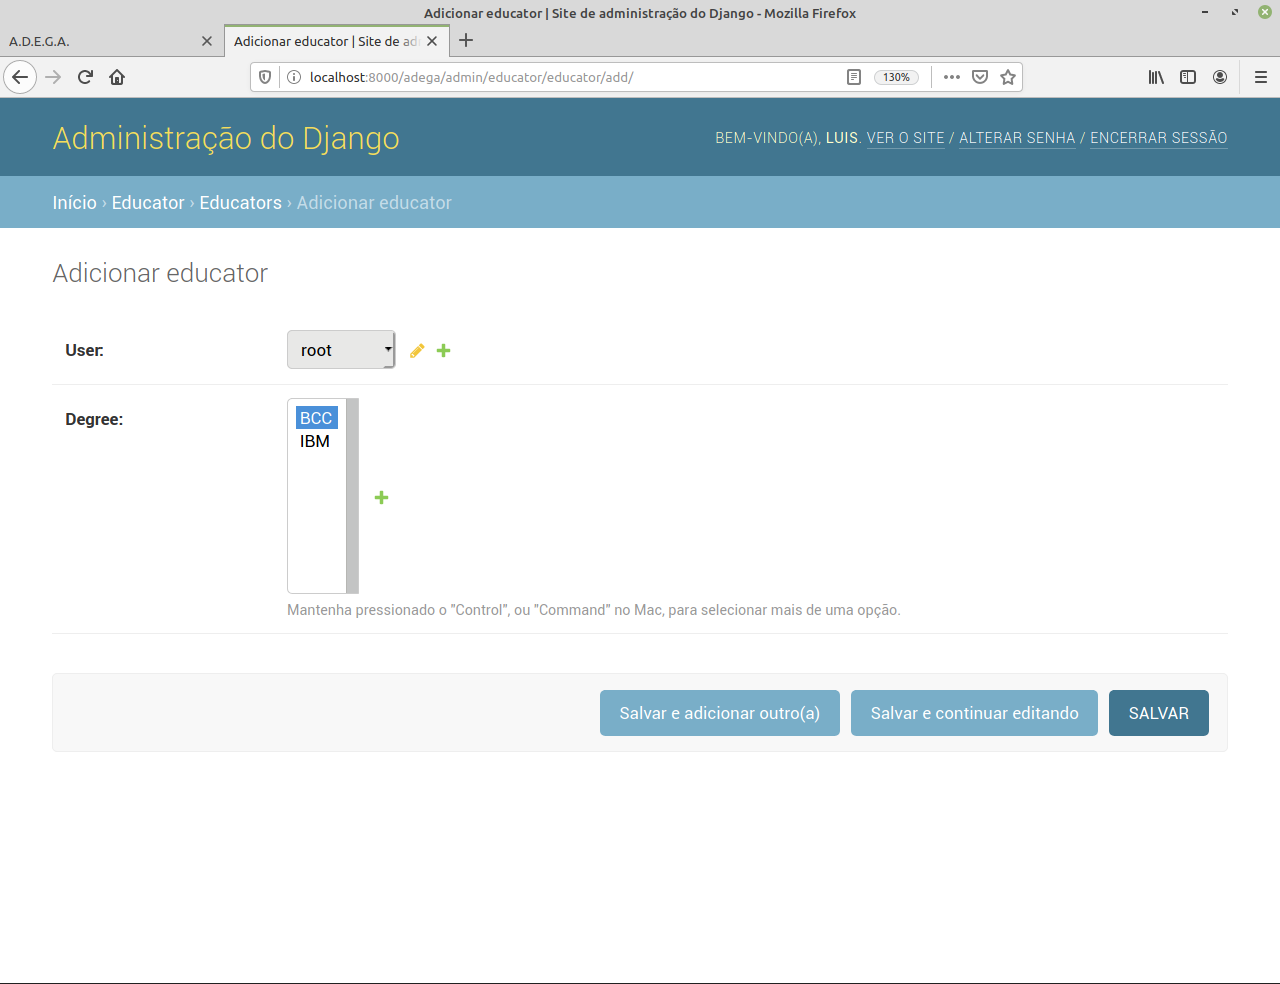 Adicionar educator | Site de administração do Django - Mozilla Firefox
A.D.E.G.A.
Adicionar educator | Site de ad
localhost:8000/adega/admin/educator/educator/add/
130%
Administração do Django
BEM-VINDO(A), LUIS. VER O SITE / ALTERAR SENHA / ENCERRAR SESSÃO
Início › Educator › Educators › Adicionar educator
Adicionar educator
User:
root
Degree:
BCC
IBM
Mantenha pressionado o "Control", ou "Command" no Mac, para selecionar mais de uma opção.
Salvar e adicionar outro(a)
Salvar e continuar editando
SALVAR